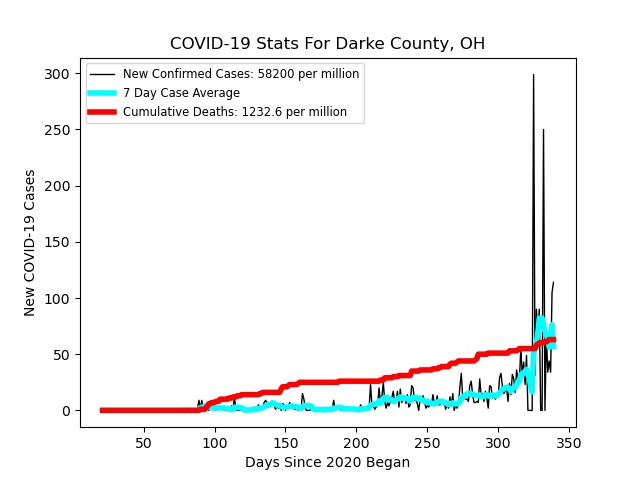 COVID-19 Stats For Darke County, OH
New Confirmed Cases: 58200 per million
7 Day Case Average
Cumulative Deaths: 1232.6 per million
New COVID-19 Cases
300
250
200
150
100
50
0
50
100
150
200
250
300
350
Days Since 2020 Began